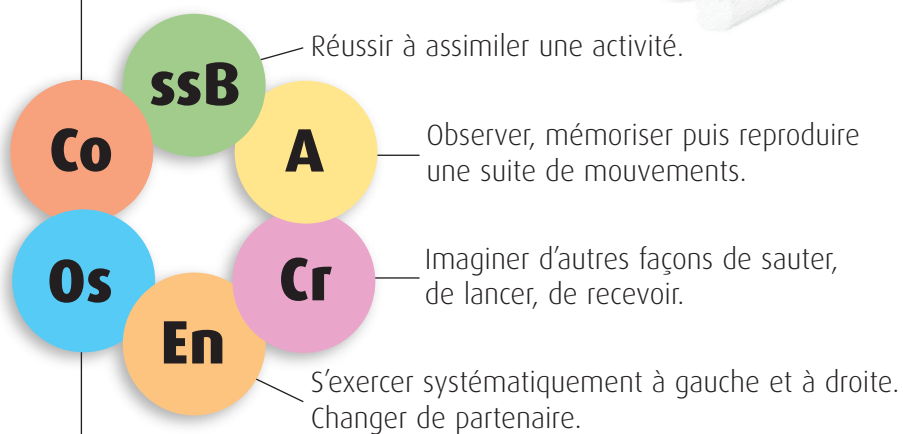 ssB
Réussir à assimiler une activité.
Co
A
Observer, mémoriser puis reproduire
une suite de mouvements.
Os
Cr
Imaginer d'autres façons de sauter,
de lancer, de recevoir.
En
S'exercer systématiquement à gauche et à droite.
Changer de partenaire.